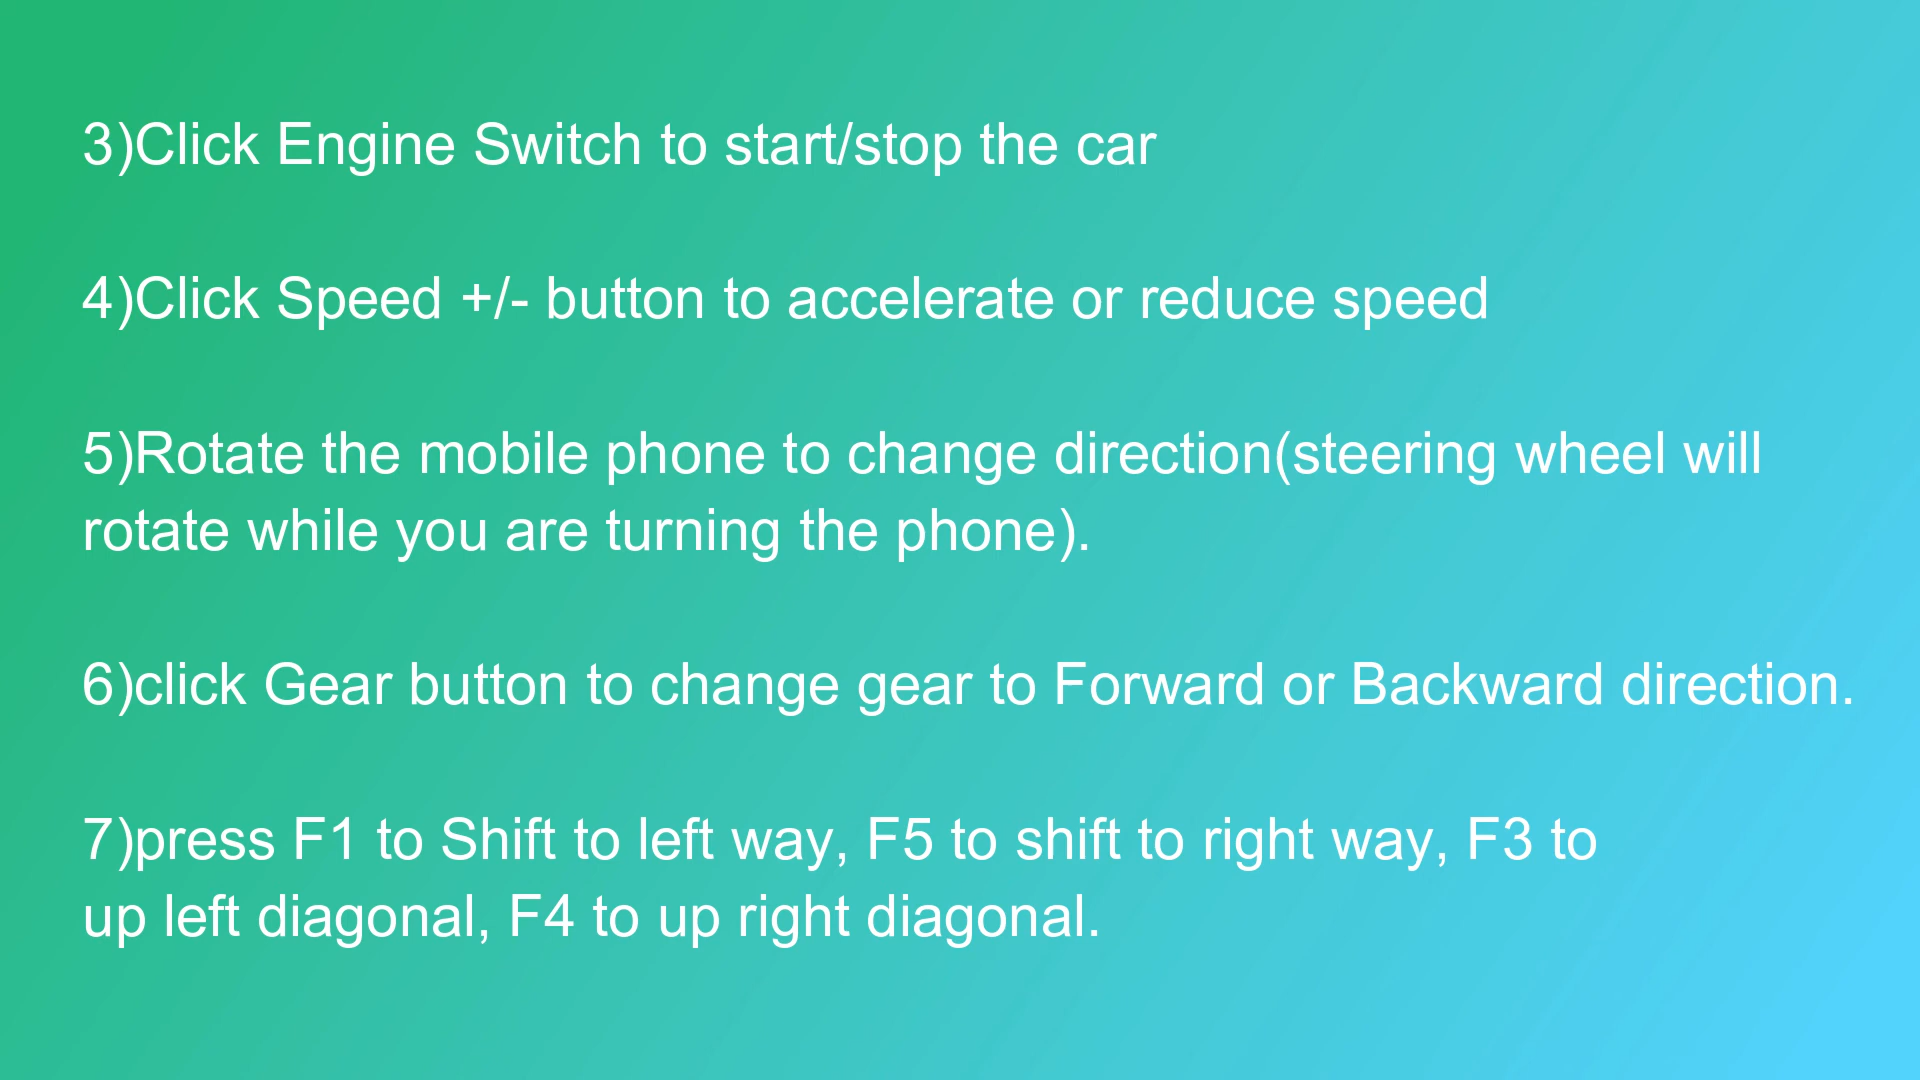 3)Click Engine Switch to start/stop the car
4)Click Speed +/- button to accelerate or reduce speed
5)Rotate the mobile phone to change direction(steering wheel will
rotate while you are turning the phone).
6)click Gear button to change gear to Forward or Backward direction.
7)press F1 to Shift to left way, F5 to shift to right way, F3 to
up left diagonal, F4 to up right diagonal.